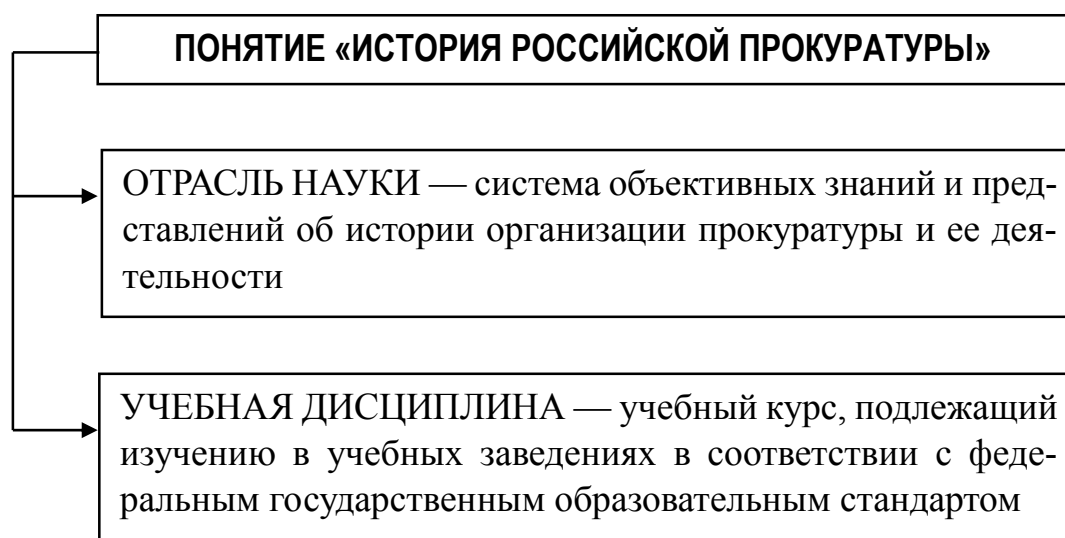 ПОНЯТИЕ «ИСТОРИЯ РОССИЙСКОЙ ПРОКУРАТУРЫ»
ОТРАСЛЬ НАУКИ — система объективных знаний и пред-
ставлений об истории организации прокуратуры и ее дея-
тельности
УЧЕБНАЯ ДИСЦИПЛИНА — учебный курс, подлежащий
изучению в учебных заведениях в соответствии с феде-
ральным государственным образовательным стандартом